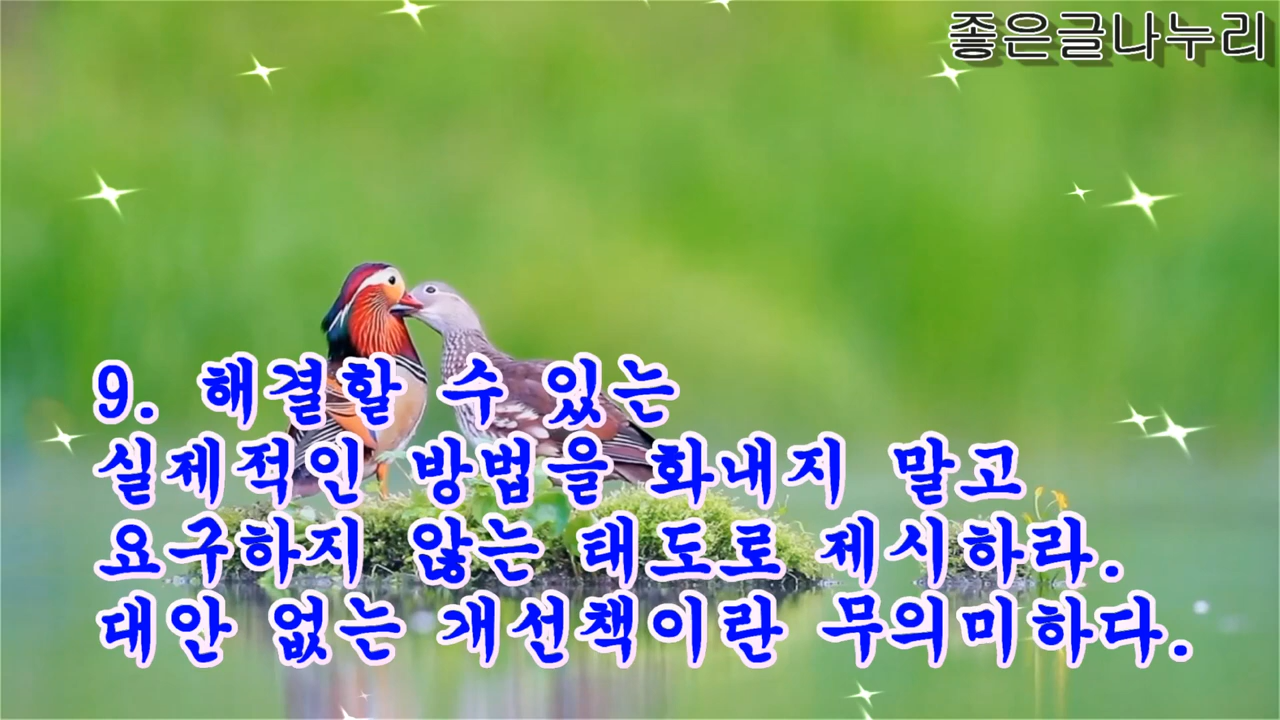 좋은글나누리
9. 해결할 수 있는
실제적인 방법을 화내지 말고
요구하지 않는 태도로 제시하라.
대안 없는 개선책이란 무의미하다.